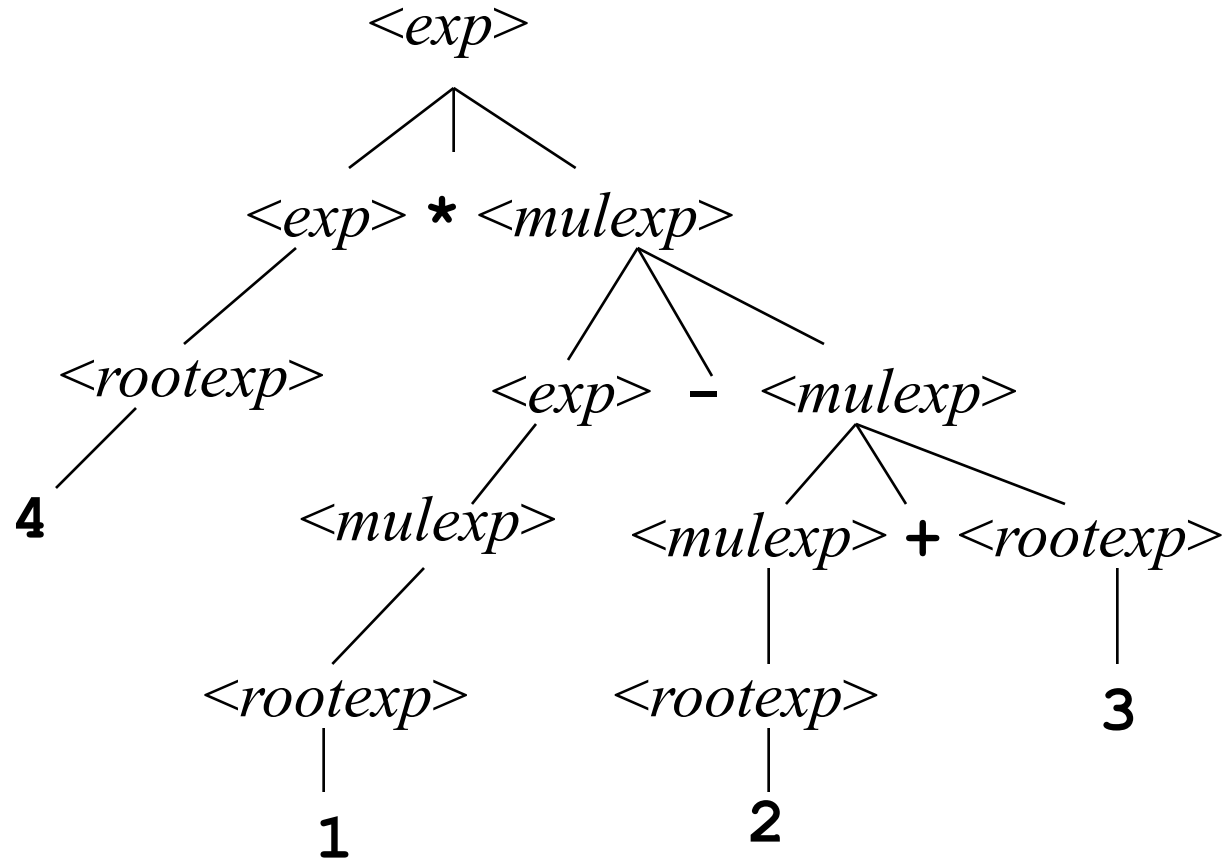 <exp>
<exp> * <mulexp>
<rootexp> <exp> - <mulexp>
4 <mulexp> <mulexp> + <rootexp>
<rootexp> <rootexp> 3
1 2